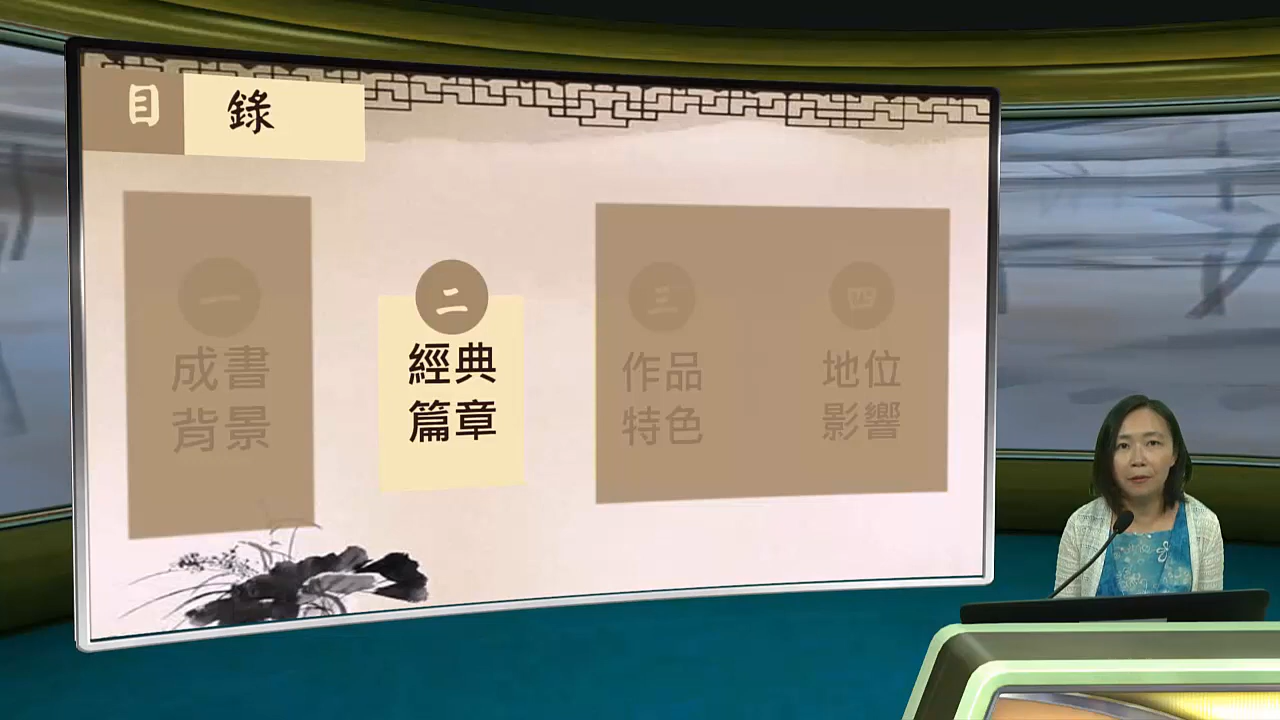 目 錄
一
成書
背景
二
經典
篇章
三
作品
特色
四
地位
影響